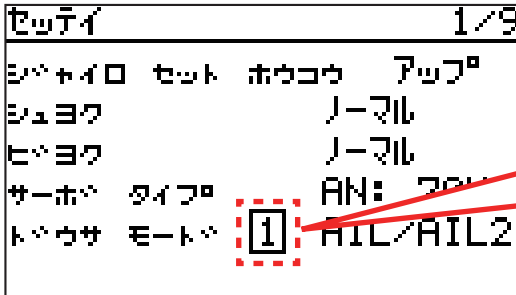 セッテイ 1/9
ジャイロ セット ホウコウ アップ
シュヨク ノーマル
ビヨク ノーマル
サーボ タイプ AN:
ドウサ モード 1 AIL/AIL2